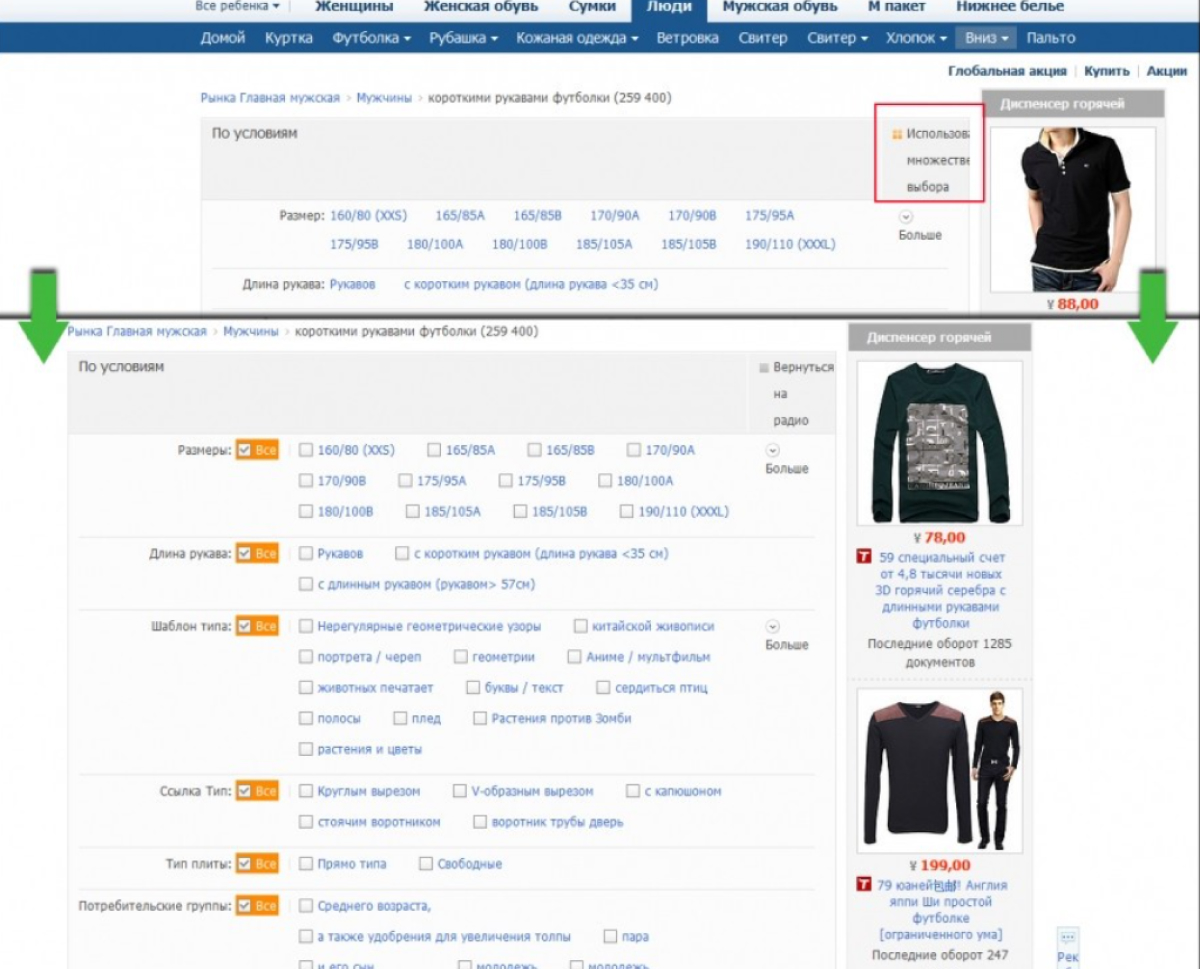 Все ребенка
Женщины Женская обувь Сумки Люди Мужская обувь М пакет Нижнее белье
Домой Куртка Футболка Рубашка Кожаная одежда Ветровка Свитер Свитер Хлопок Вниз Пальто
Глобальная акция | Купить | Акции
Рынка Главная мужская > Мужчины > короткими рукавами футболки (259 400)
Диспенсер горячей
По условиям
Использова
множестве
выбора
Размер: 160/80 (XXS) 165/85A 165/85B 170/90A 170/90B 175/95A
175/95B 180/100A 180/100B 185/105A 185/105B 190/110 (XXXL)
Больше
Длина рукава: Рукавов с коротким рукавом (длина рукава <35 см)
¥ 88,00
Рынка Главная мужская > Мужчины > короткими рукавами футболки (259 400)
Диспенсер горячей
По условиям
Вернуться
на
радио
Размеры: Все 160/80 (XXS) 165/85A 165/85B 170/90A
170/90B 175/95A 175/95B 180/100A
180/100B 185/105A 185/105B 190/110 (XXXL)
Больше
Длина рукава: Все Рукавов с коротким рукавом (длина рукава <35 см)
с длинным рукавом (рукавом> 57см)
Шаблон типа: Все Нерегулярные геометрические узоры китайской живописи
портрета / череп геометрии Аниме / мультфильм
животных печатает буквы / текст сердиться птиц
полосы плед Растения против Зомби
растения и цветы
Больше
Ссылка Тип: Все Круглым вырезом V-образным вырезом с капюшоном
стоячим воротником воротник трубы дверь
Тип плиты: Все Прямо типа Свободные
Потребительские группы: Все Среднего возраста,
а также удобрения для увеличения толпы пара
и его сын молодежь молодежь
¥ 78,00
T 59 специальный счет
от 4,8 тысячи новых
3D горячий серебра с
длинными рукавами
футболки
Последние оборот 1285
документов
¥ 199,00
T 79 юаней包邮! Англия
яппи Ши простой
футболке
[ограниченного ума]
Последние оборот 247
Рек